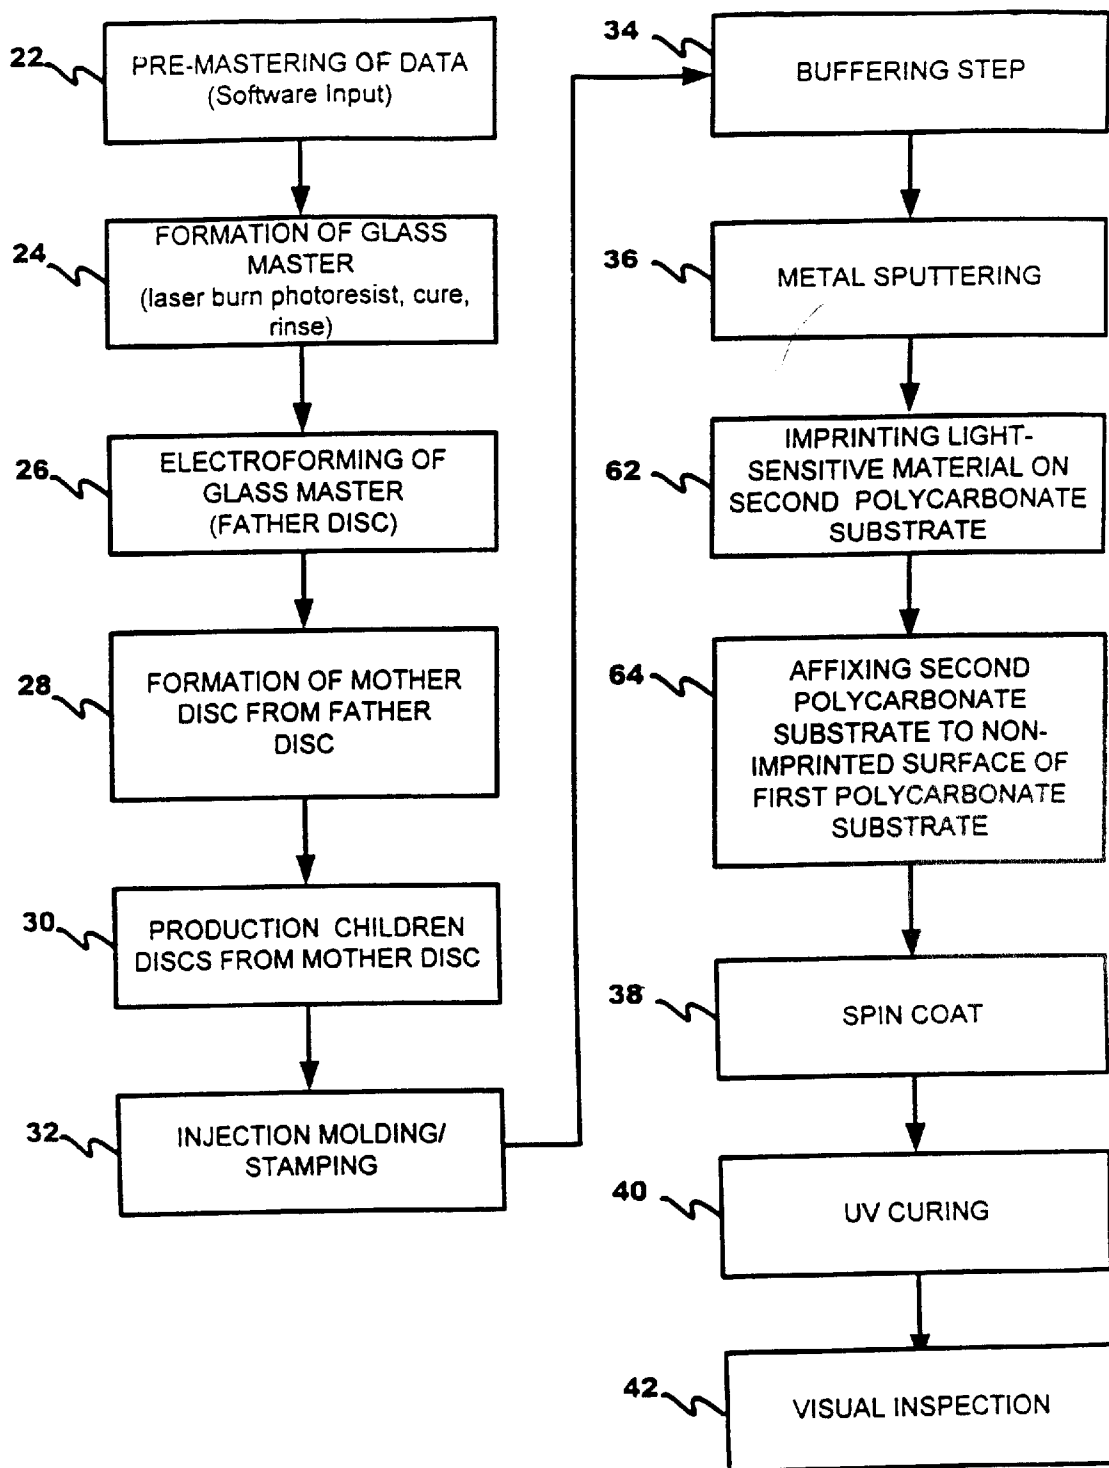 22
PRE-MASTERING OF DATA
(Software Input)
24
FORMATION OF GLASS
MASTER
(laser burn photoresist, cure,
rinse)
26
ELECTROFORMING OF
GLASS MASTER
(FATHER DISC)
28
FORMATION OF MOTHER
DISC FROM FATHER
DISC
30
PRODUCTION CHILDREN
DISCS FROM MOTHER DISC
32
INJECTION MOLDING/
STAMPING
34
BUFFERING STEP
36
METAL SPUTTERING
62
IMPRINTING LIGHT-
SENSITIVE MATERIAL ON
SECOND POLYCARBONATE
SUBSTRATE
64
AFFIXING SECOND
POLYCARBONATE
SUBSTRATE TO NON-
IMPRINTED SURFACE OF
FIRST POLYCARBONATE
SUBSTRATE
38
SPIN COAT
40
UV CURING
42
VISUAL INSPECTION